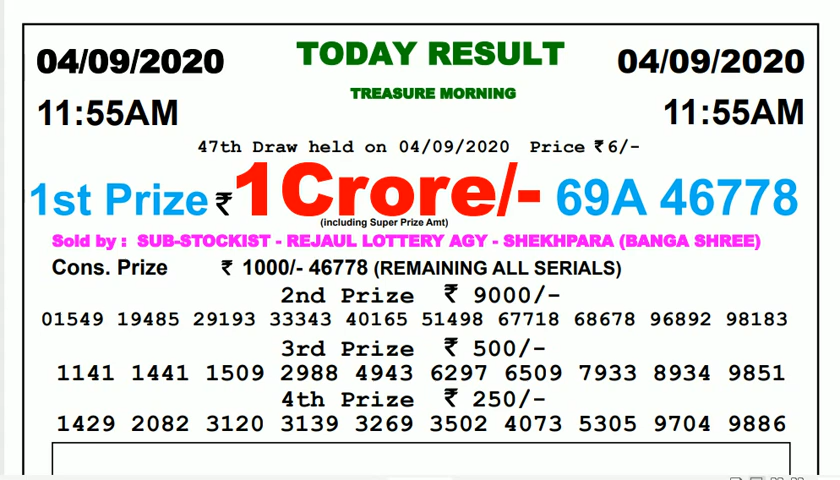 04/09/2020 TODAY RESULT 04/09/2020
11:55AM TREASURE MORNING 11:55AM
47th Draw held on 04/09/2020 Price ₹6/-
1st Prize ₹ 1Crore/- 69A 46778
(including Super Prize Amt)
Sold by : SUB-STOCKIST - REJAUL LOTTERY AGY - SHEKHPARA (BANGA SHREE)
Cons. Prize ₹ 1000/- 46778 (REMAINING ALL SERIALS)
2nd Prize ₹ 9000/-
01549 19485 29193 33343 40165 51498 67718 68678 96892 98183
3rd Prize ₹ 500/-
1141 1441 1509 2988 4943 6297 6509 7933 8934 9851
4th Prize ₹ 250/-
1429 2082 3120 3139 3269 3502 4073 5305 9704 9886